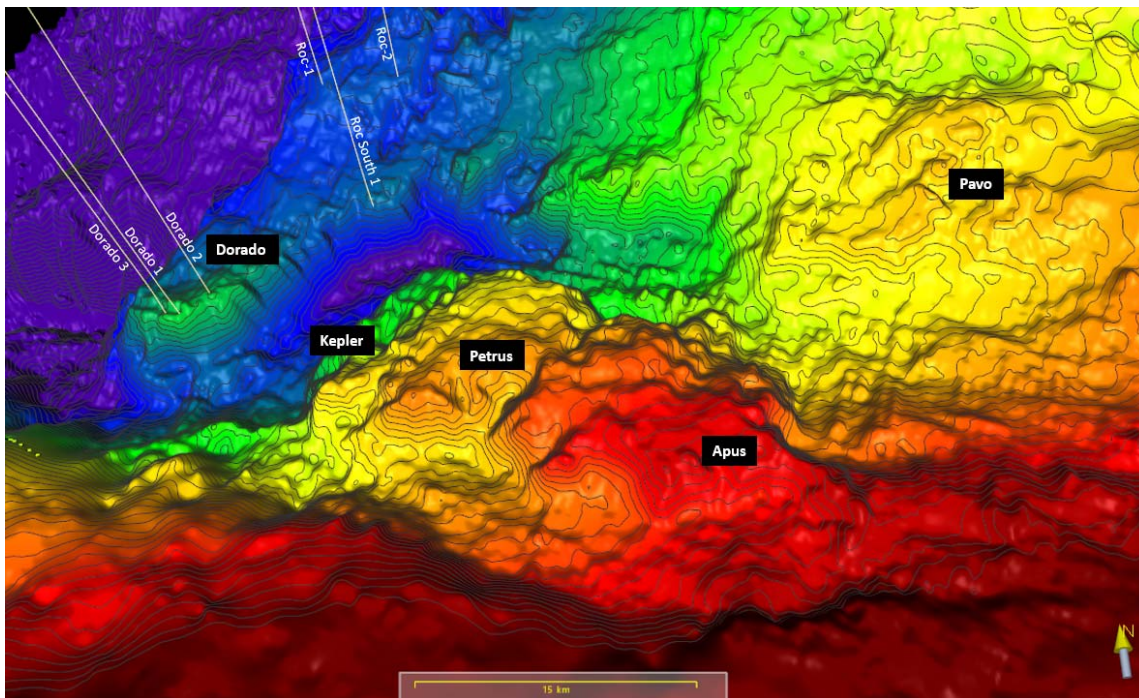 Roc-1
Roc-2
Roc South 1
Pavo
Dorado
Dorado 2
Dorado 1
Dorado 3
Kepler
Petrus
Apus
N
15 km